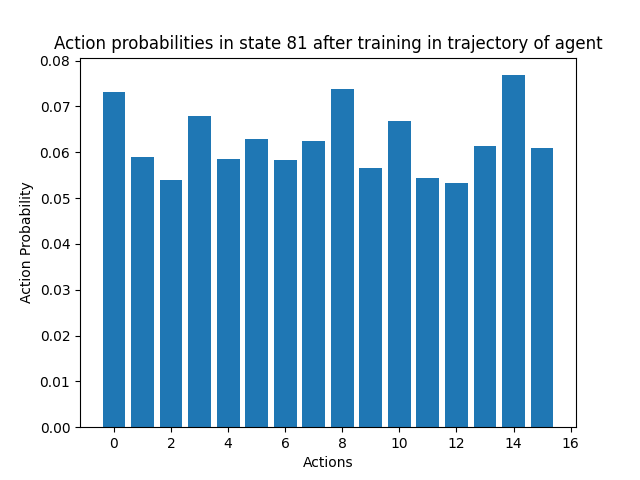 Action probabilities in state 81 after training in trajectory of agent
0.08
0.07
0.06
0.05
0.04
0.03
0.02
0.01
0.00
Action Probability
0 2 4 6 8 10 12 14 16
Actions